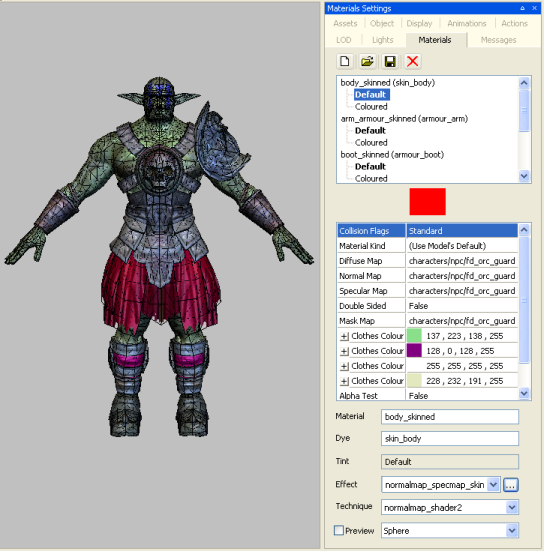 Materials Settings
Assets Object Display Animations Actions
LOD Lights Materials Messages
body_skinned (skin_body)
Default
Coloured
arm_armour_skinned (armour_arm)
Default
Coloured
boot_skinned (armour_boot)
Default
Coloured
Collision Flags Standard
Material Kind (Use Model's Default)
Diffuse Map characters/npc/fd_orc_guard
Normal Map characters/npc/fd_orc_guard
Specular Map characters/npc/fd_orc_guard
Double Sided False
Mask Map characters/npc/fd_orc_guard
Clothes Colour 137 , 223 , 138 , 255
Clothes Colour 128 , 0 , 128 , 255
Clothes Colour 255 , 255 , 255 , 255
Clothes Colour 228 , 232 , 191 , 255
Alpha Test False
Material body_skinned
Dye skin_body
Tint Default
Effect normalmap_specmap_skin ...
Technique normalmap_shader2
Preview Sphere